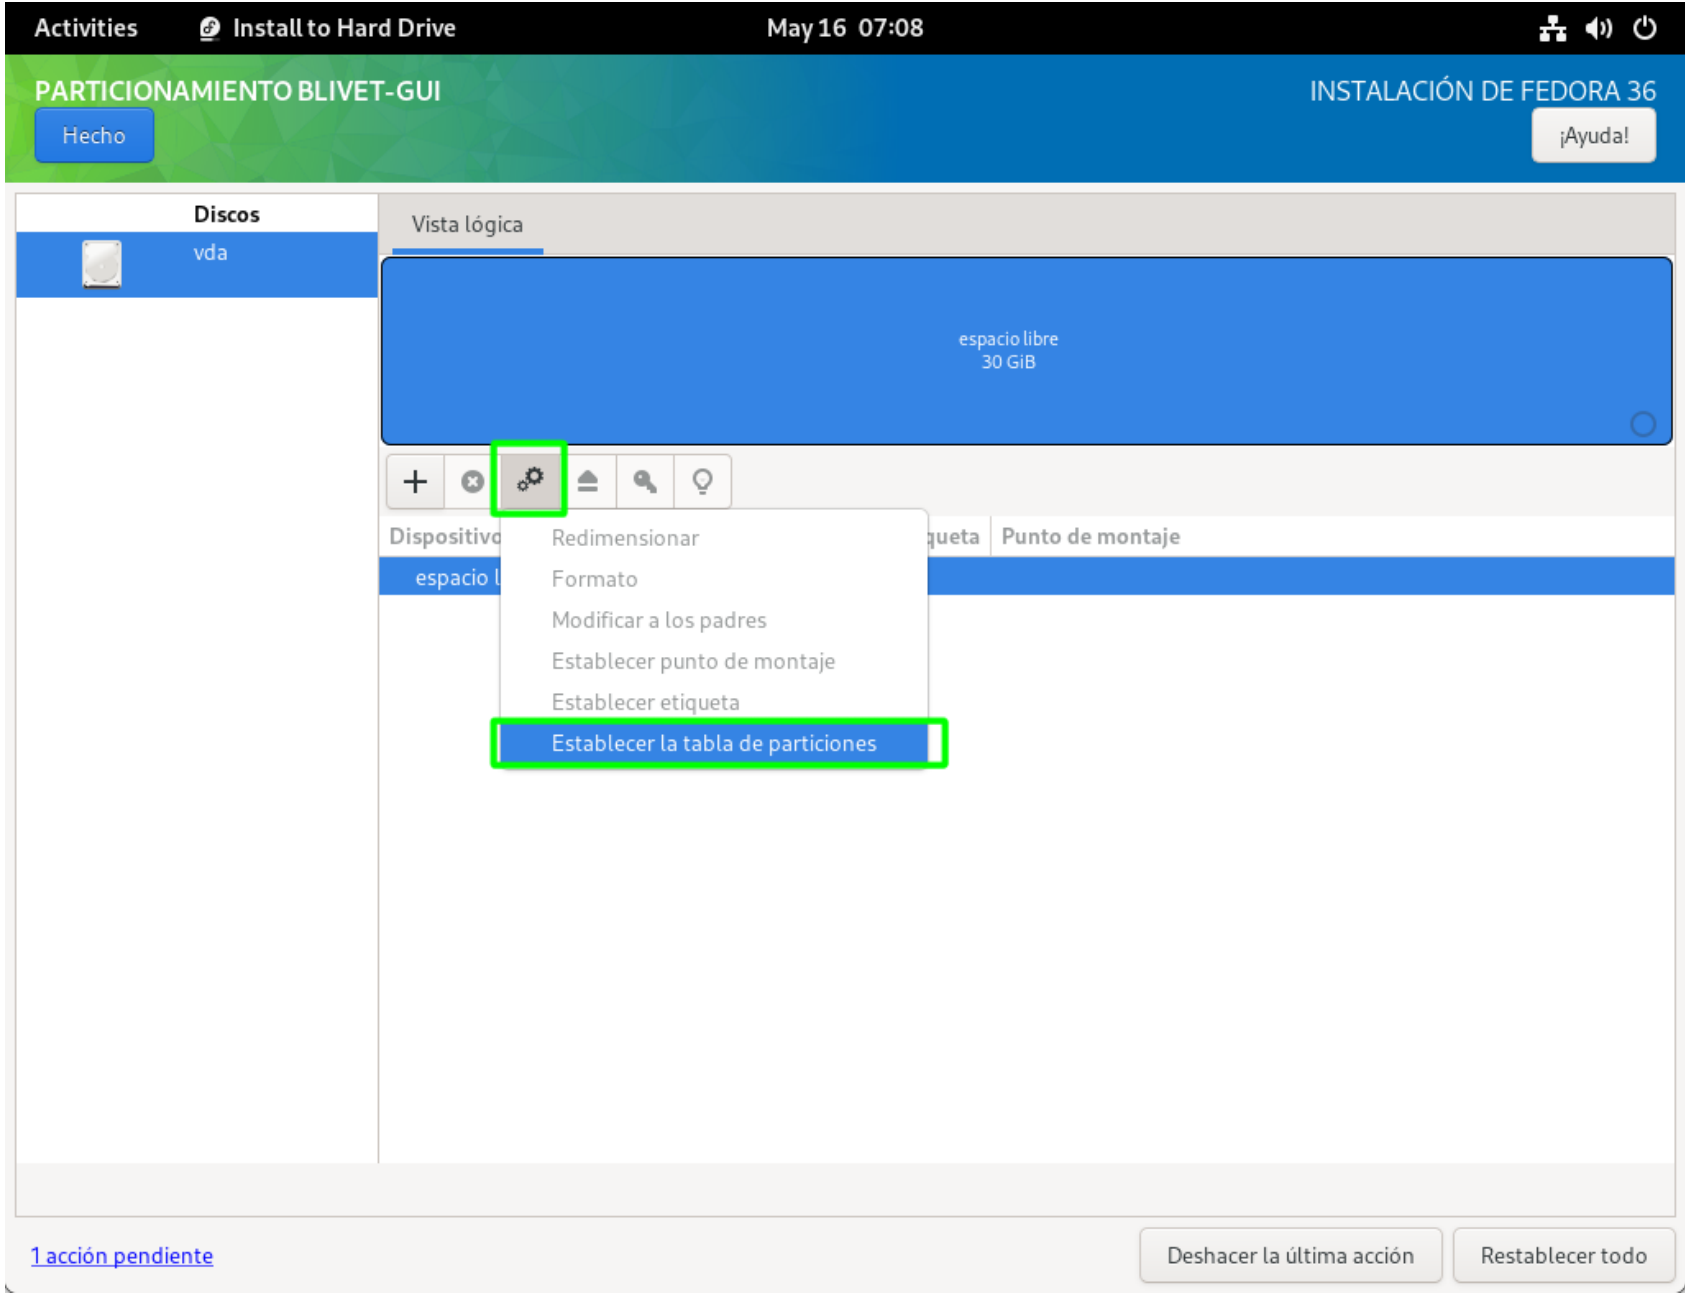 Activities
Install to Hard Drive
May 16 07:08
PARTICIONAMIENTO BLIVET-GUI
INSTALACIÓN DE FEDORA 36
Hecho
¡Ayuda!
Discos
vda
Vista lógica
espacio libre
30 GiB
Dispositivo
queta
Punto de montaje
espacio l
Redimensionar
Formato
Modificar a los padres
Establecer punto de montaje
Establecer etiqueta
Establecer la tabla de particiones
1 acción pendiente
Deshacer la última acción
Restablecer todo